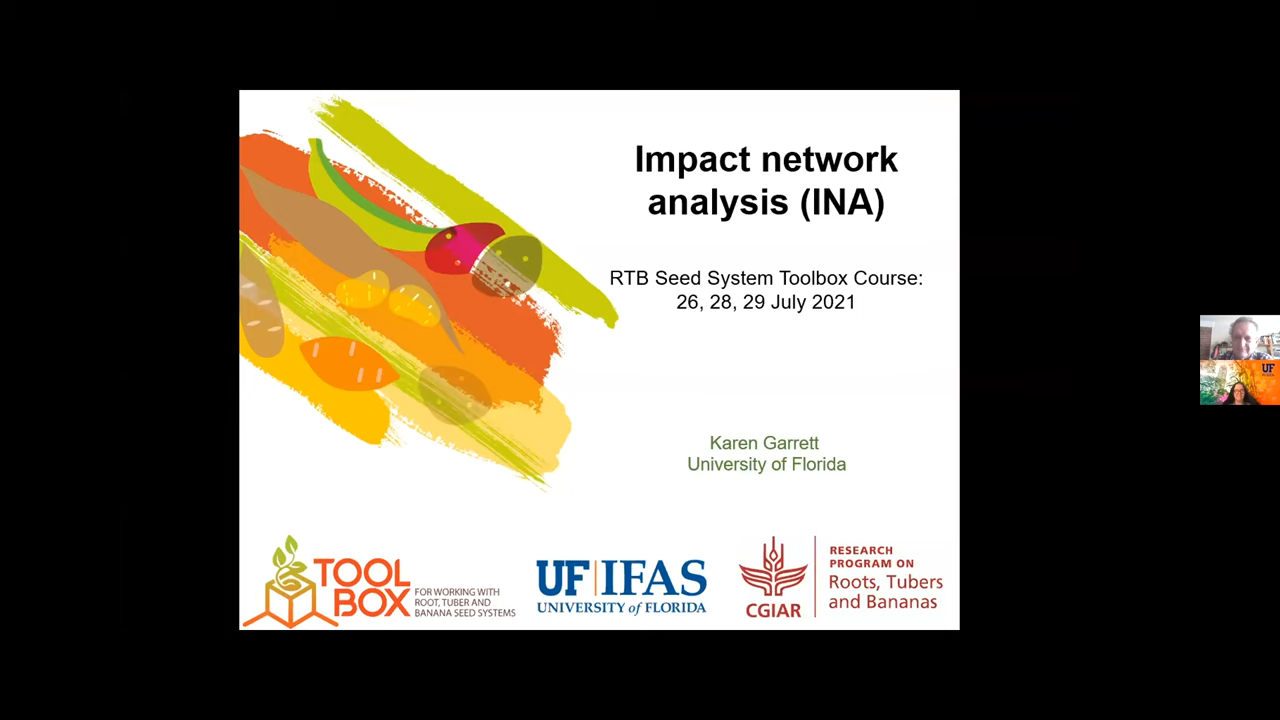 Impact network
analysis (INA)
RTB Seed System Toolbox Course:
26, 28, 29 July 2021
Karen Garrett
University of Florida
TOOL
BOX
FOR WORKING WITH
ROOT, TUBER AND
BANANA SEED SYSTEMS
UF|IFAS
UNIVERSITY of FLORIDA
CGIAR
RESEARCH
PROGRAM ON
Roots, Tubers
and Bananas
UF